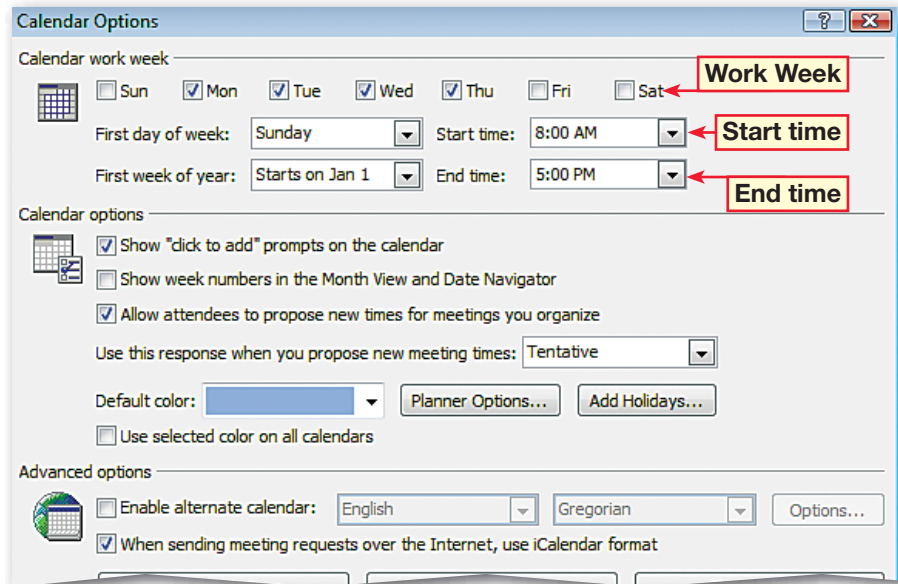 Calendar Options
Calendar work week
Sun Mon Tue Wed Thu Fri Sat Work Week
First day of week: Sunday Start time: 8:00 AM Start time
First week of year: Starts on Jan 1 End time: 5:00 PM End time
Calendar options
Show "click to add" prompts on the calendar
Show week numbers in the Month View and Date Navigator
Allow attendees to propose new times for meetings you organize
Use this response when you propose new meeting times: Tentative
Default color: Planner Options... Add Holidays...
Use selected color on all calendars
Advanced options
Enable alternate calendar: English Gregorian Options...
When sending meeting requests over the Internet, use iCalendar format